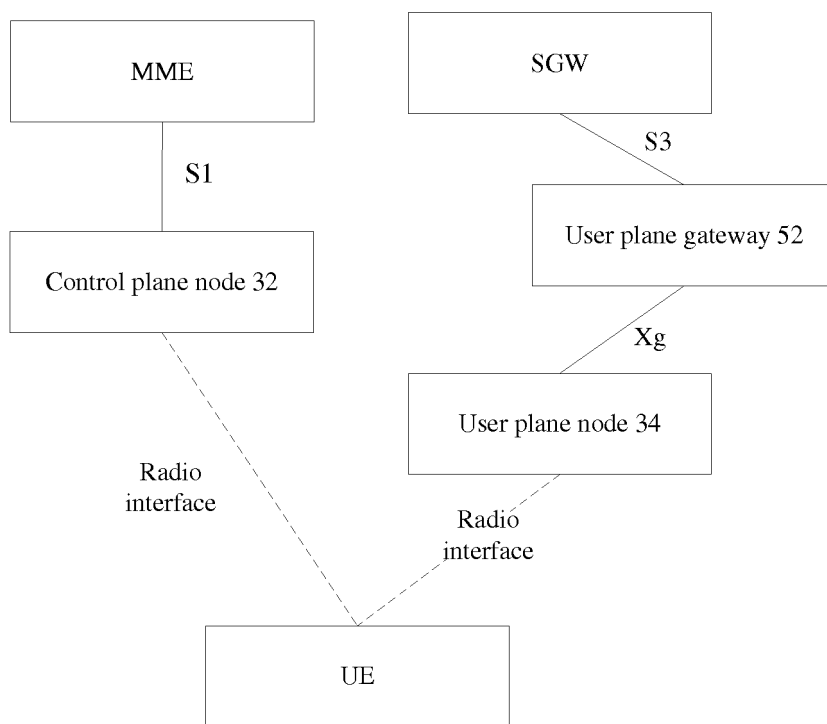 MME
SGW
S1
S3
User plane gateway 52
Control plane node 32
Xg
User plane node 34
Radio
interface
Radio
interface
UE